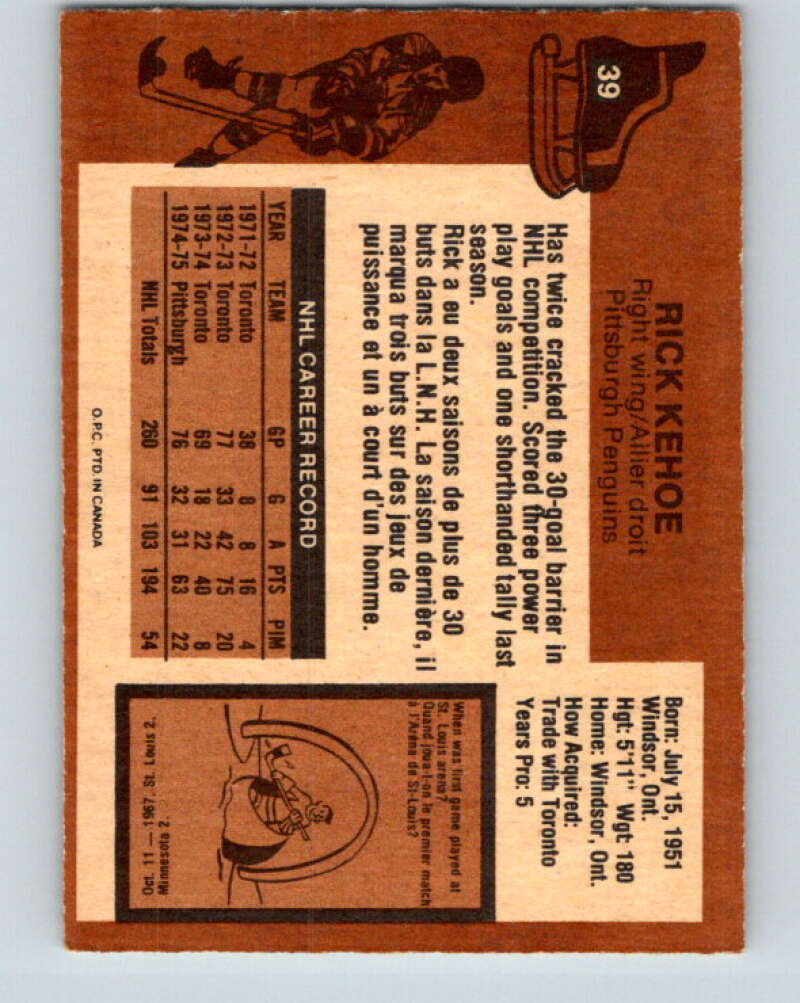 39
RICK KEHOE
Right wing/Ailier droit
Pittsburgh Penguins
Born: July 15, 1951
Windsor, Ont.
Hgt: 5'11" Wgt: 180
Home: Windsor, Ont.
How Acquired:
Trade with Toronto
Years Pro: 5
Has twice cracked the 30-goal barrier in
NHL competition. Scored three power
play goals and one shorthanded tally last
season.
Rick a eu deux saisons de plus de 30
buts dans la L.N.H. La saison dernière, il
marqua trois buts sur des jeux de
puissance et un à court d'un homme.
NHL CAREER RECORD
YEAR TEAM GP G A PTS PIM
1971-72 Toronto 38 8 8 16 4
1972-73 Toronto 77 33 42 75 20
1973-74 Toronto 69 18 22 40 8
1974-75 Pittsburgh 76 32 31 63 22
NHL Totals 260 91 103 194 54
When was first game played at
St. Louis arena?
Quand joua-t-on le premier match
à l'Aréna de St-Louis?
Oct. 11 — 1967. St. Louis 2,
Minnesota 2.
O.P.C. PTD. IN CANADA